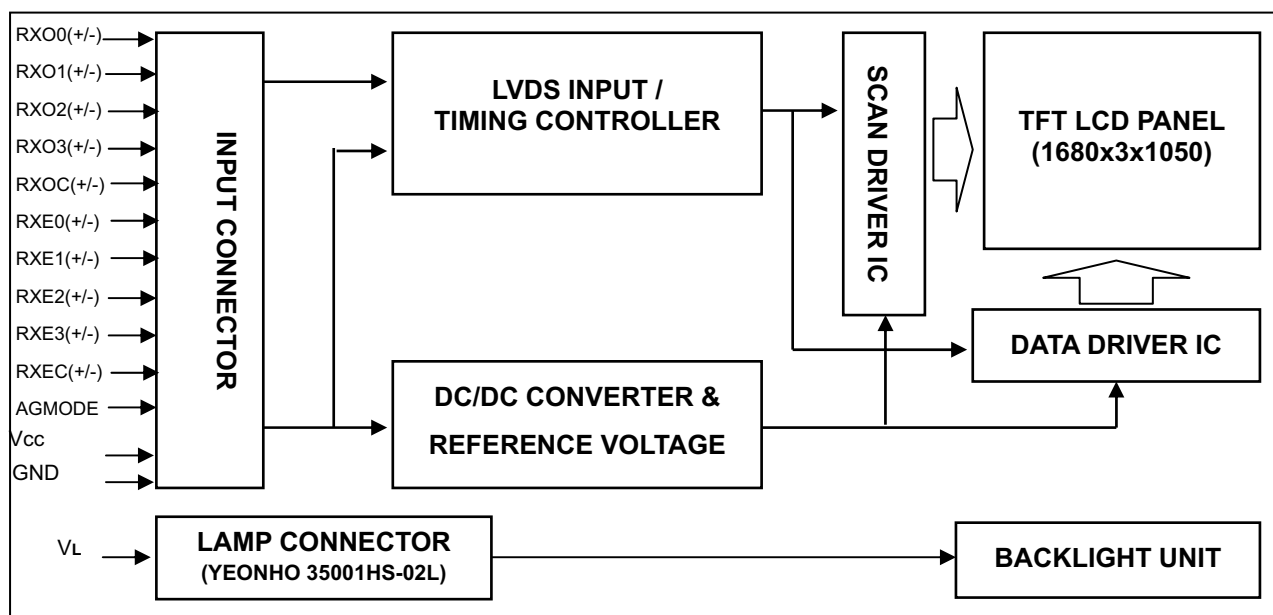 RXO0(+/-)
RXO1(+/-)
RXO2(+/-)
RXO3(+/-)
RXOC(+/-)
RXE0(+/-)
RXE1(+/-)
RXE2(+/-)
RXE3(+/-)
RXEC(+/-)
AGMODE
Vcc
GND
VL
INPUT CONNECTOR
LVDS INPUT /
TIMING CONTROLLER
DC/DC CONVERTER &
REFERENCE VOLTAGE
SCAN DRIVER IC
TFT LCD PANEL
(1680x3x1050)
DATA DRIVER IC
LAMP CONNECTOR
(YEONHO 35001HS-02L)
BACKLIGHT UNIT